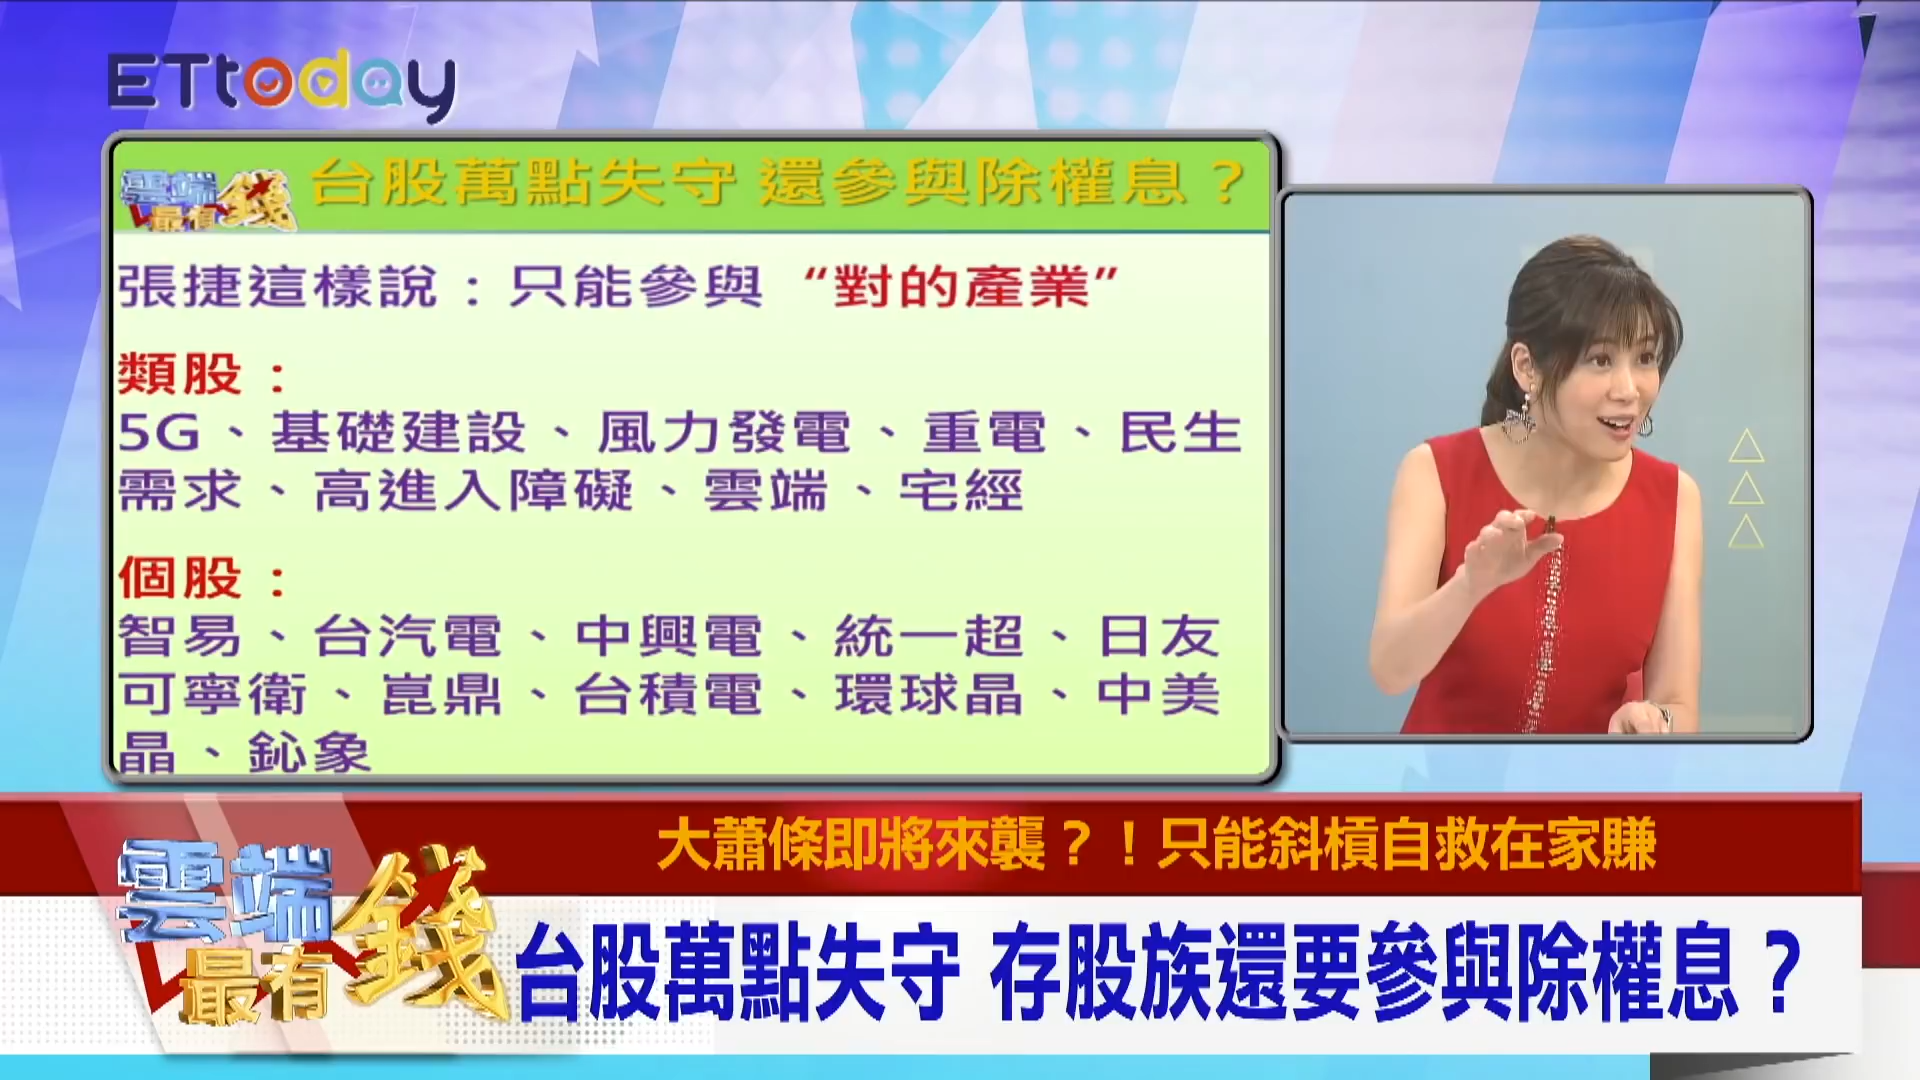 ETtoday
雲端最有錢
台股萬點失守 還參與除權息？
張捷這樣說：只能參與 “對的產業”
類股：
5G、基礎建設、風力發電、重電、民生
需求、高進入障礙、雲端、宅經
個股：
智易、台汽電、中興電、統一超、日友
可寧衛、崑鼎、台積電、環球晶、中美
晶、鈊象
大蕭條即將來襲？！只能斜槓自救在家賺
雲端
最有錢
台股萬點失守 存股族還要參與除權息？